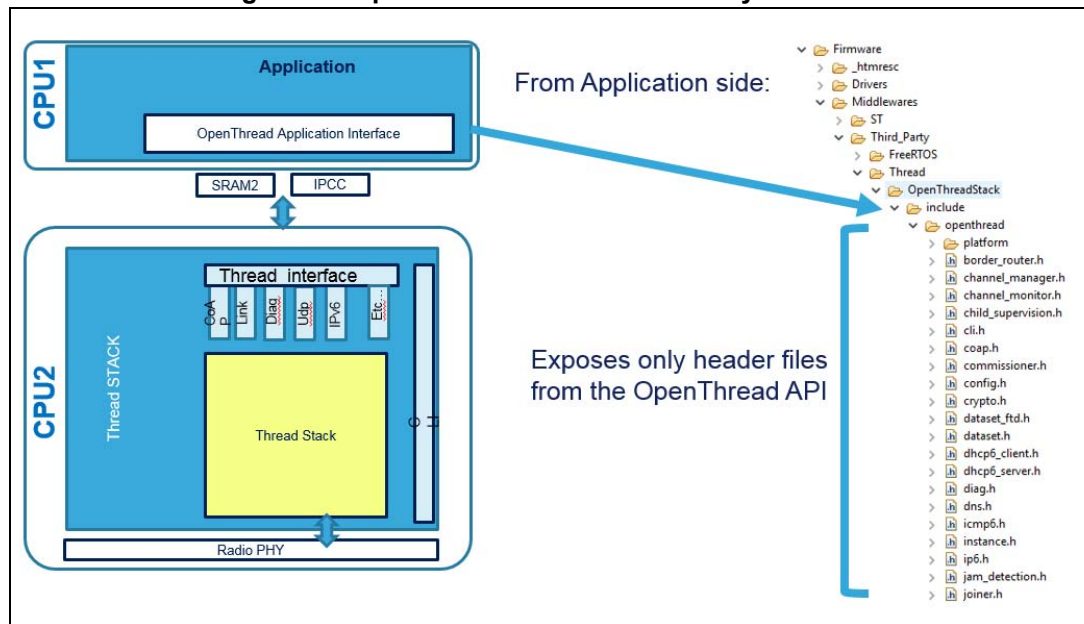 CPU1
Application
OpenThread Application Interface
SRAM2
IPCC
CPU2
Thread STACK
Thread interface
CoAP
Link
Diag
Udp
IPv6
Etc...
Thread Stack
Radio PHY
From Application side:
Exposes only header files
from the OpenThread API
Firmware
_htmresc
Drivers
Middlewares
ST
Third_Party
FreeRTOS
Thread
OpenThreadStack
include
openthread
platform
border_router.h
channel_manager.h
channel_monitor.h
child_supervision.h
cli.h
coap.h
commissioner.h
config.h
crypto.h
dataset_ftd.h
dataset.h
dhcp6_client.h
dhcp6_server.h
diag.h
dns.h
icmp6.h
instance.h
ip6.h
jam_detection.h
joiner.h